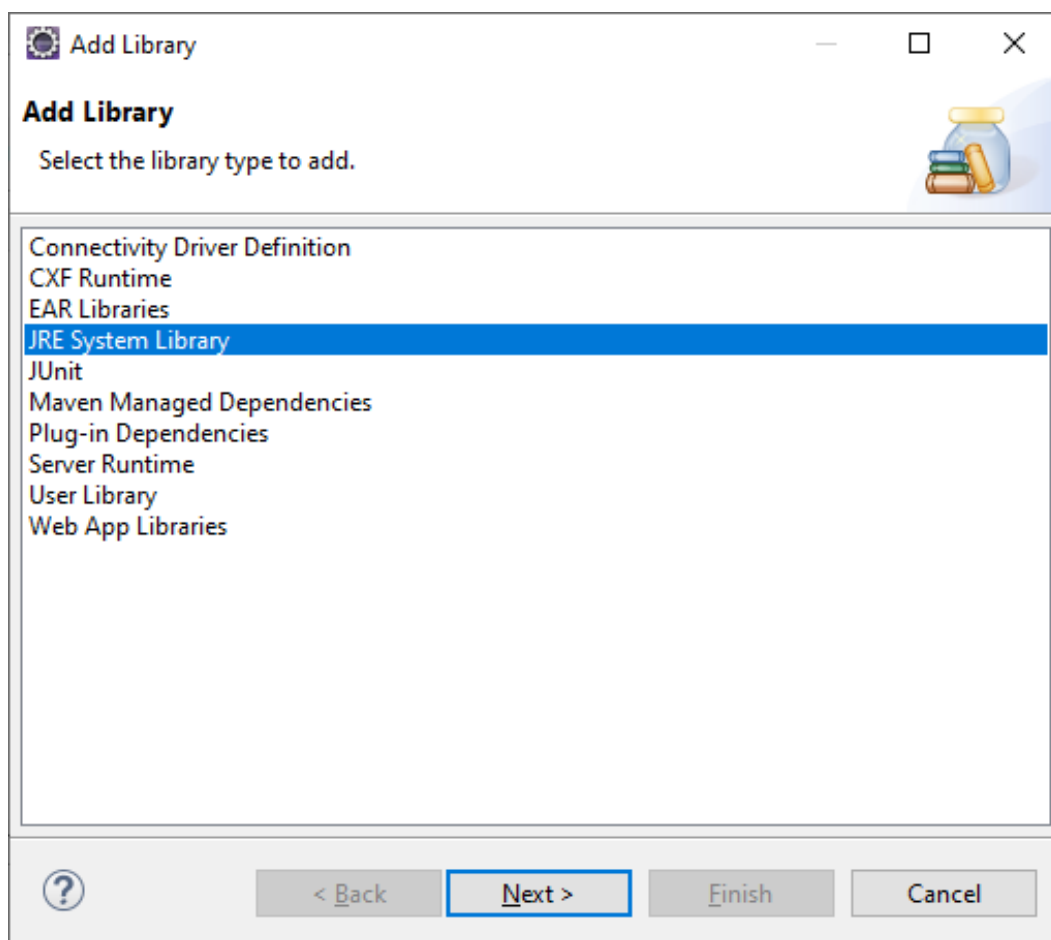 Add Library
Add Library
Select the library type to add.
Connectivity Driver Definition
CXF Runtime
EAR Libraries
JRE System Library
JUnit
Maven Managed Dependencies
Plug-in Dependencies
Server Runtime
User Library
Web App Libraries
? < Back Next > Finish Cancel